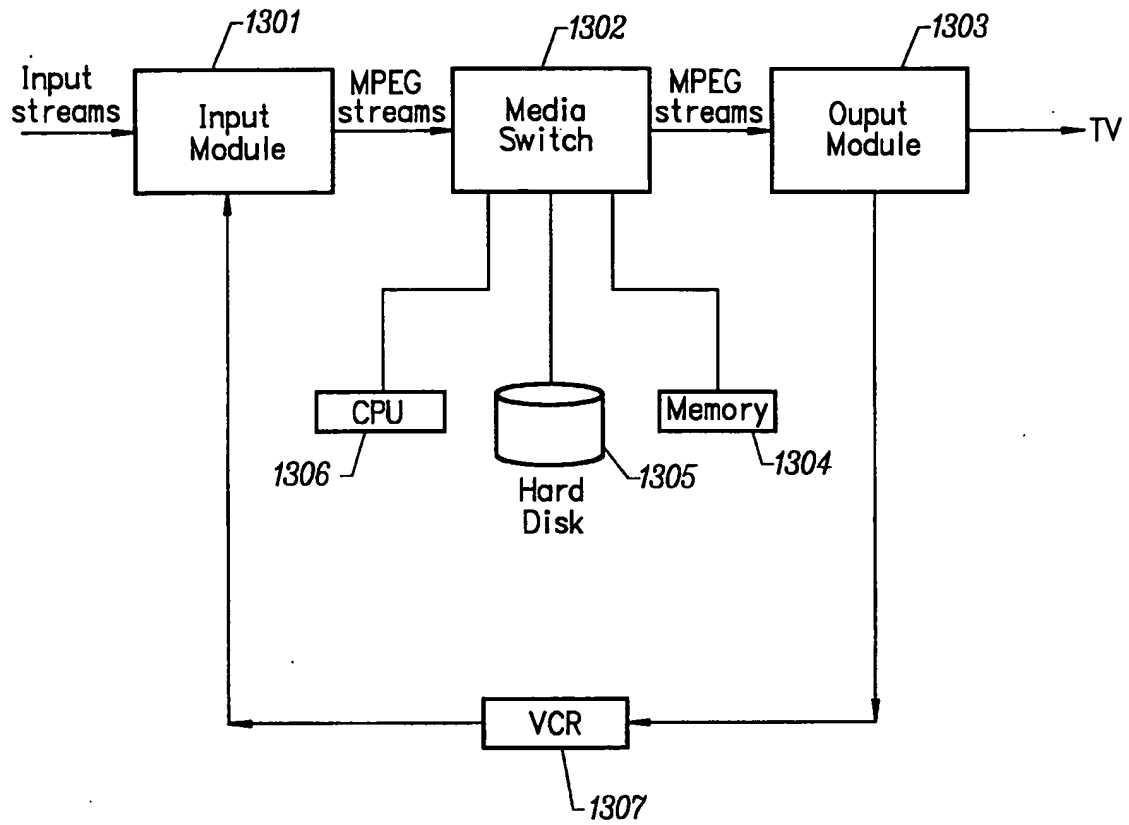 1301
1302
1303
Input
streams
Input
Module
MPEG
streams
Media
Switch
MPEG
streams
Ouput
Module
TV
CPU
1306
Hard
Disk
1305
Memory
1304
VCR
1307